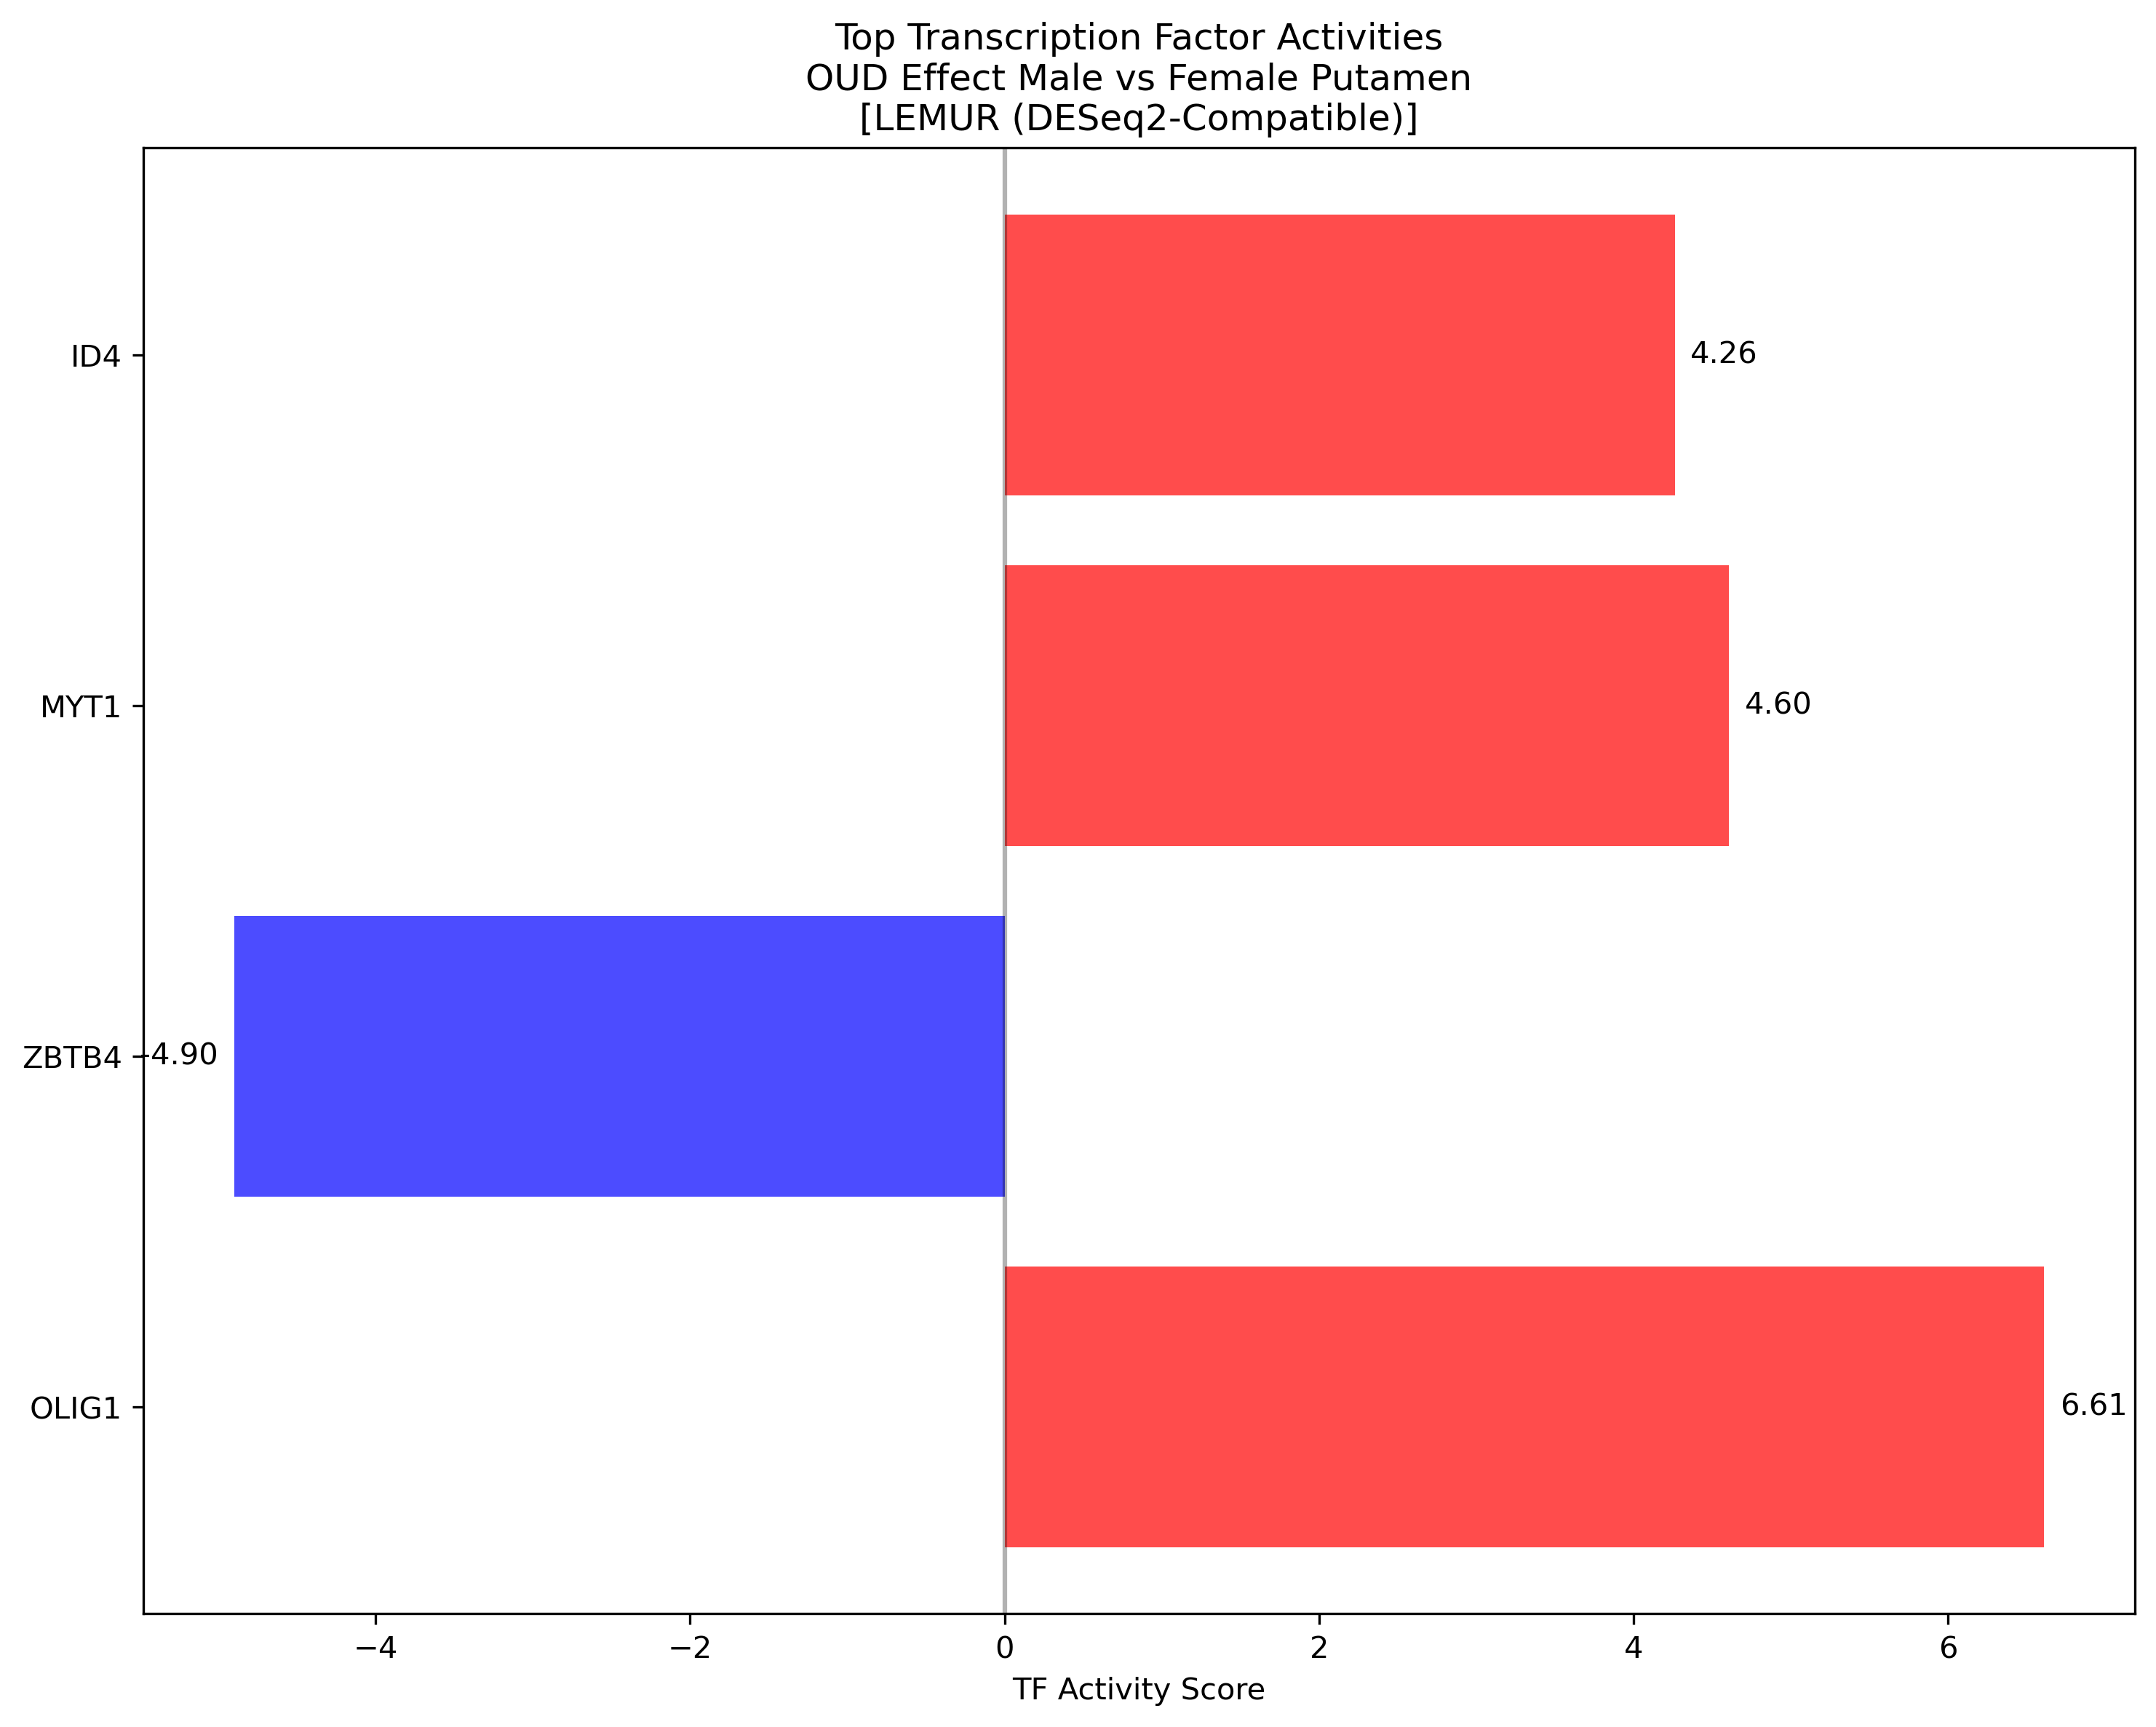 Top Transcription Factor Activities
OUD Effect Male vs Female Putamen
[LEMUR (DESeq2-Compatible)]
ID4
4.26
MYT1
4.60
ZBTB4
-4.90
OLIG1
6.61
−4 −2 0 2 4 6
TF Activity Score